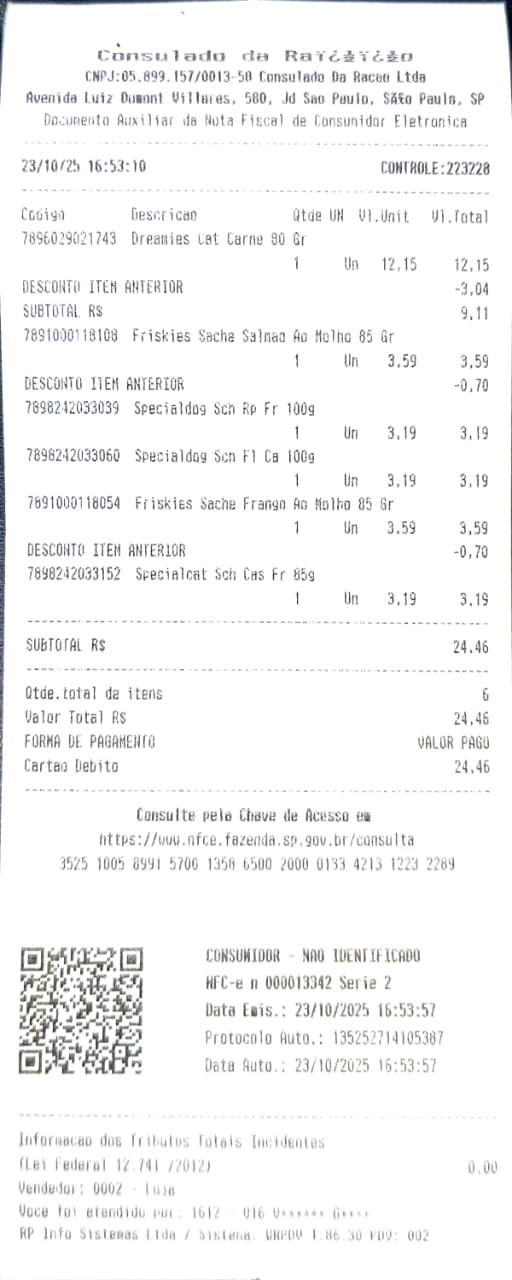 Consulado da Raï¿½ï¿½o
CNPJ:05.899.157/0013-50 Consulado Da Racao Ltda
Avenida Luiz Dumont Villares, 580, Jd Sao Paulo, São Paulo, SP
Documento Auxiliar da Nota Fiscal de Consumidor Eletronica
23/10/25 16:53:10 CONTROLE:223228
Codigo Descricao Qtde UN Vl.Unit Vl.Total
7896029021743 Dreamies Cat Carne 80 Gr
1 Un 12,15 12,15
DESCONTO ITEM ANTERIOR -3,04
SUBTOTAL R$ 9,11
7891000118108 Friskies Sache Salmao Ao Molho 85 Gr
1 Un 3,59 3,59
DESCONTO ITEM ANTERIOR -0,70
7898242033039 Specialdog Sch Rp Fr 100g
1 Un 3,19 3,19
7898242033060 Specialdog Sch Fl Ca 100g
1 Un 3,19 3,19
7891000118054 Friskies Sache Frango Ao Molho 85 Gr
1 Un 3,59 3,59
DESCONTO ITEM ANTERIOR -0,70
7898242033152 Specialcat Sch Cas Fr 85g
1 Un 3,19 3,19
SUBTOTAL R$ 24,46
Qtde.total de itens 6
Valor Total R$ 24,46
FORMA DE PAGAMENTO VALOR PAGO
Cartao Debito 24,46
Consulte pela Chave de Acesso em
https://www.nfce.fazenda.sp.gov.br/consulta
3525 1005 8991 5700 1358 6500 2000 0133 4213 1223 2289
CONSUMIDOR - NAO IDENTIFICADO
NFC-e n 000013342 Serie 2
Data Emis.: 23/10/2025 16:53:57
Protocolo Auto.: 135252714105387
Data Auto.: 23/10/2025 16:53:57
Informacao dos Tributos Totais Incidentes
(Lei Federal 12.741 /2012) 0,00
Vendedor: 0002 - Loja
Voce foi atendido por: 1612 - 016 V****** G****
RP Info Sistemas Ltda / Sistema: VRPDV 1.86.30 PDV: 002